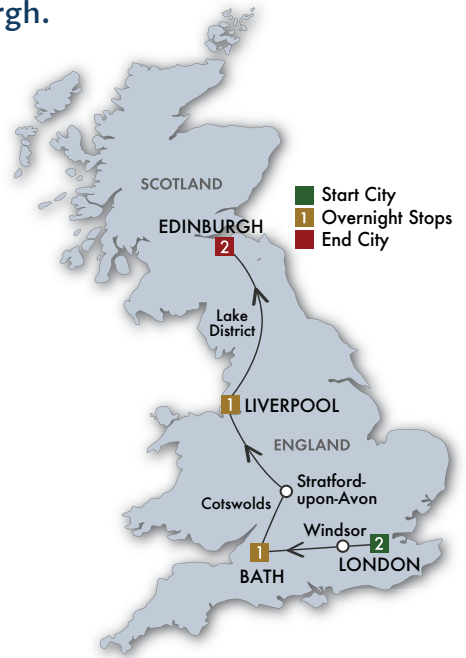 rgh.
SCOTLAND
Start City
1 Overnight Stops
End City
EDINBURGH
2
Lake
District
1 LIVERPOOL
ENGLAND
Stratford-
upon-Avon
Cotswolds
Windsor
1
2
BATH
LONDON